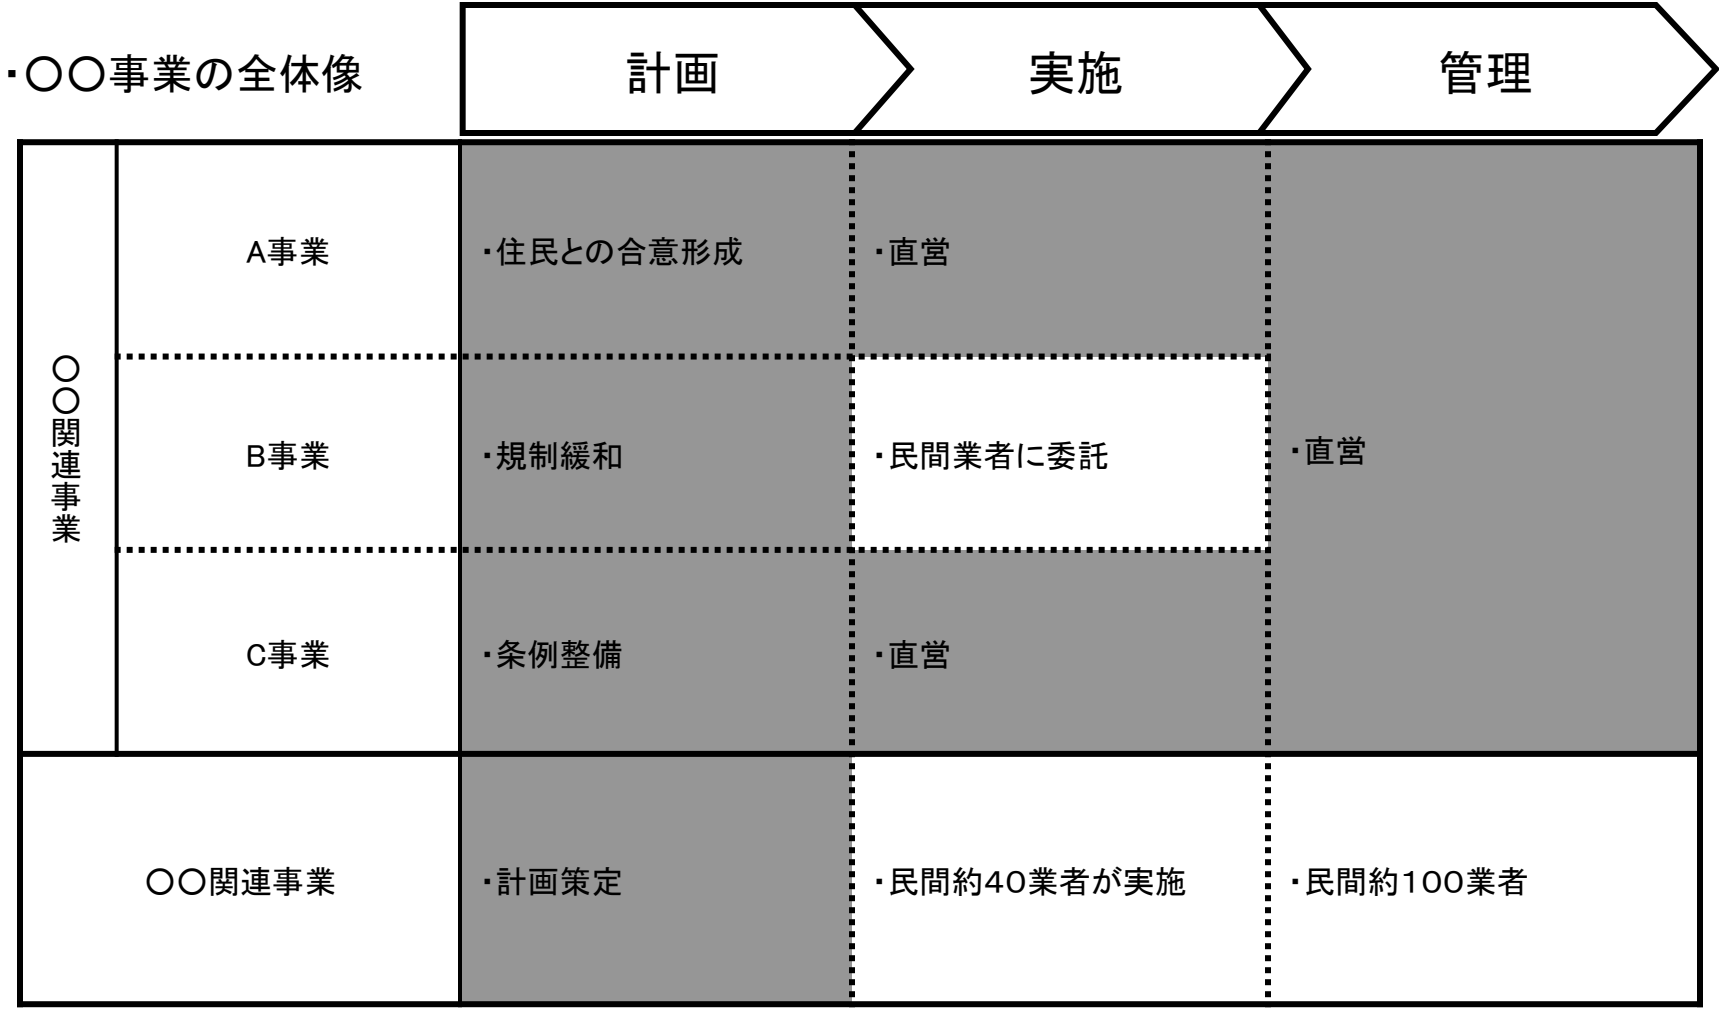 ・〇〇事業の全体像
計画
実施
管理
〇〇関連事業
A事業
・住民との合意形成
・直営
B事業
・規制緩和
・民間業者に委託
・直営
C事業
・条例整備
・直営
〇〇関連事業
・計画策定
・民間約40業者が実施
・民間約100業者